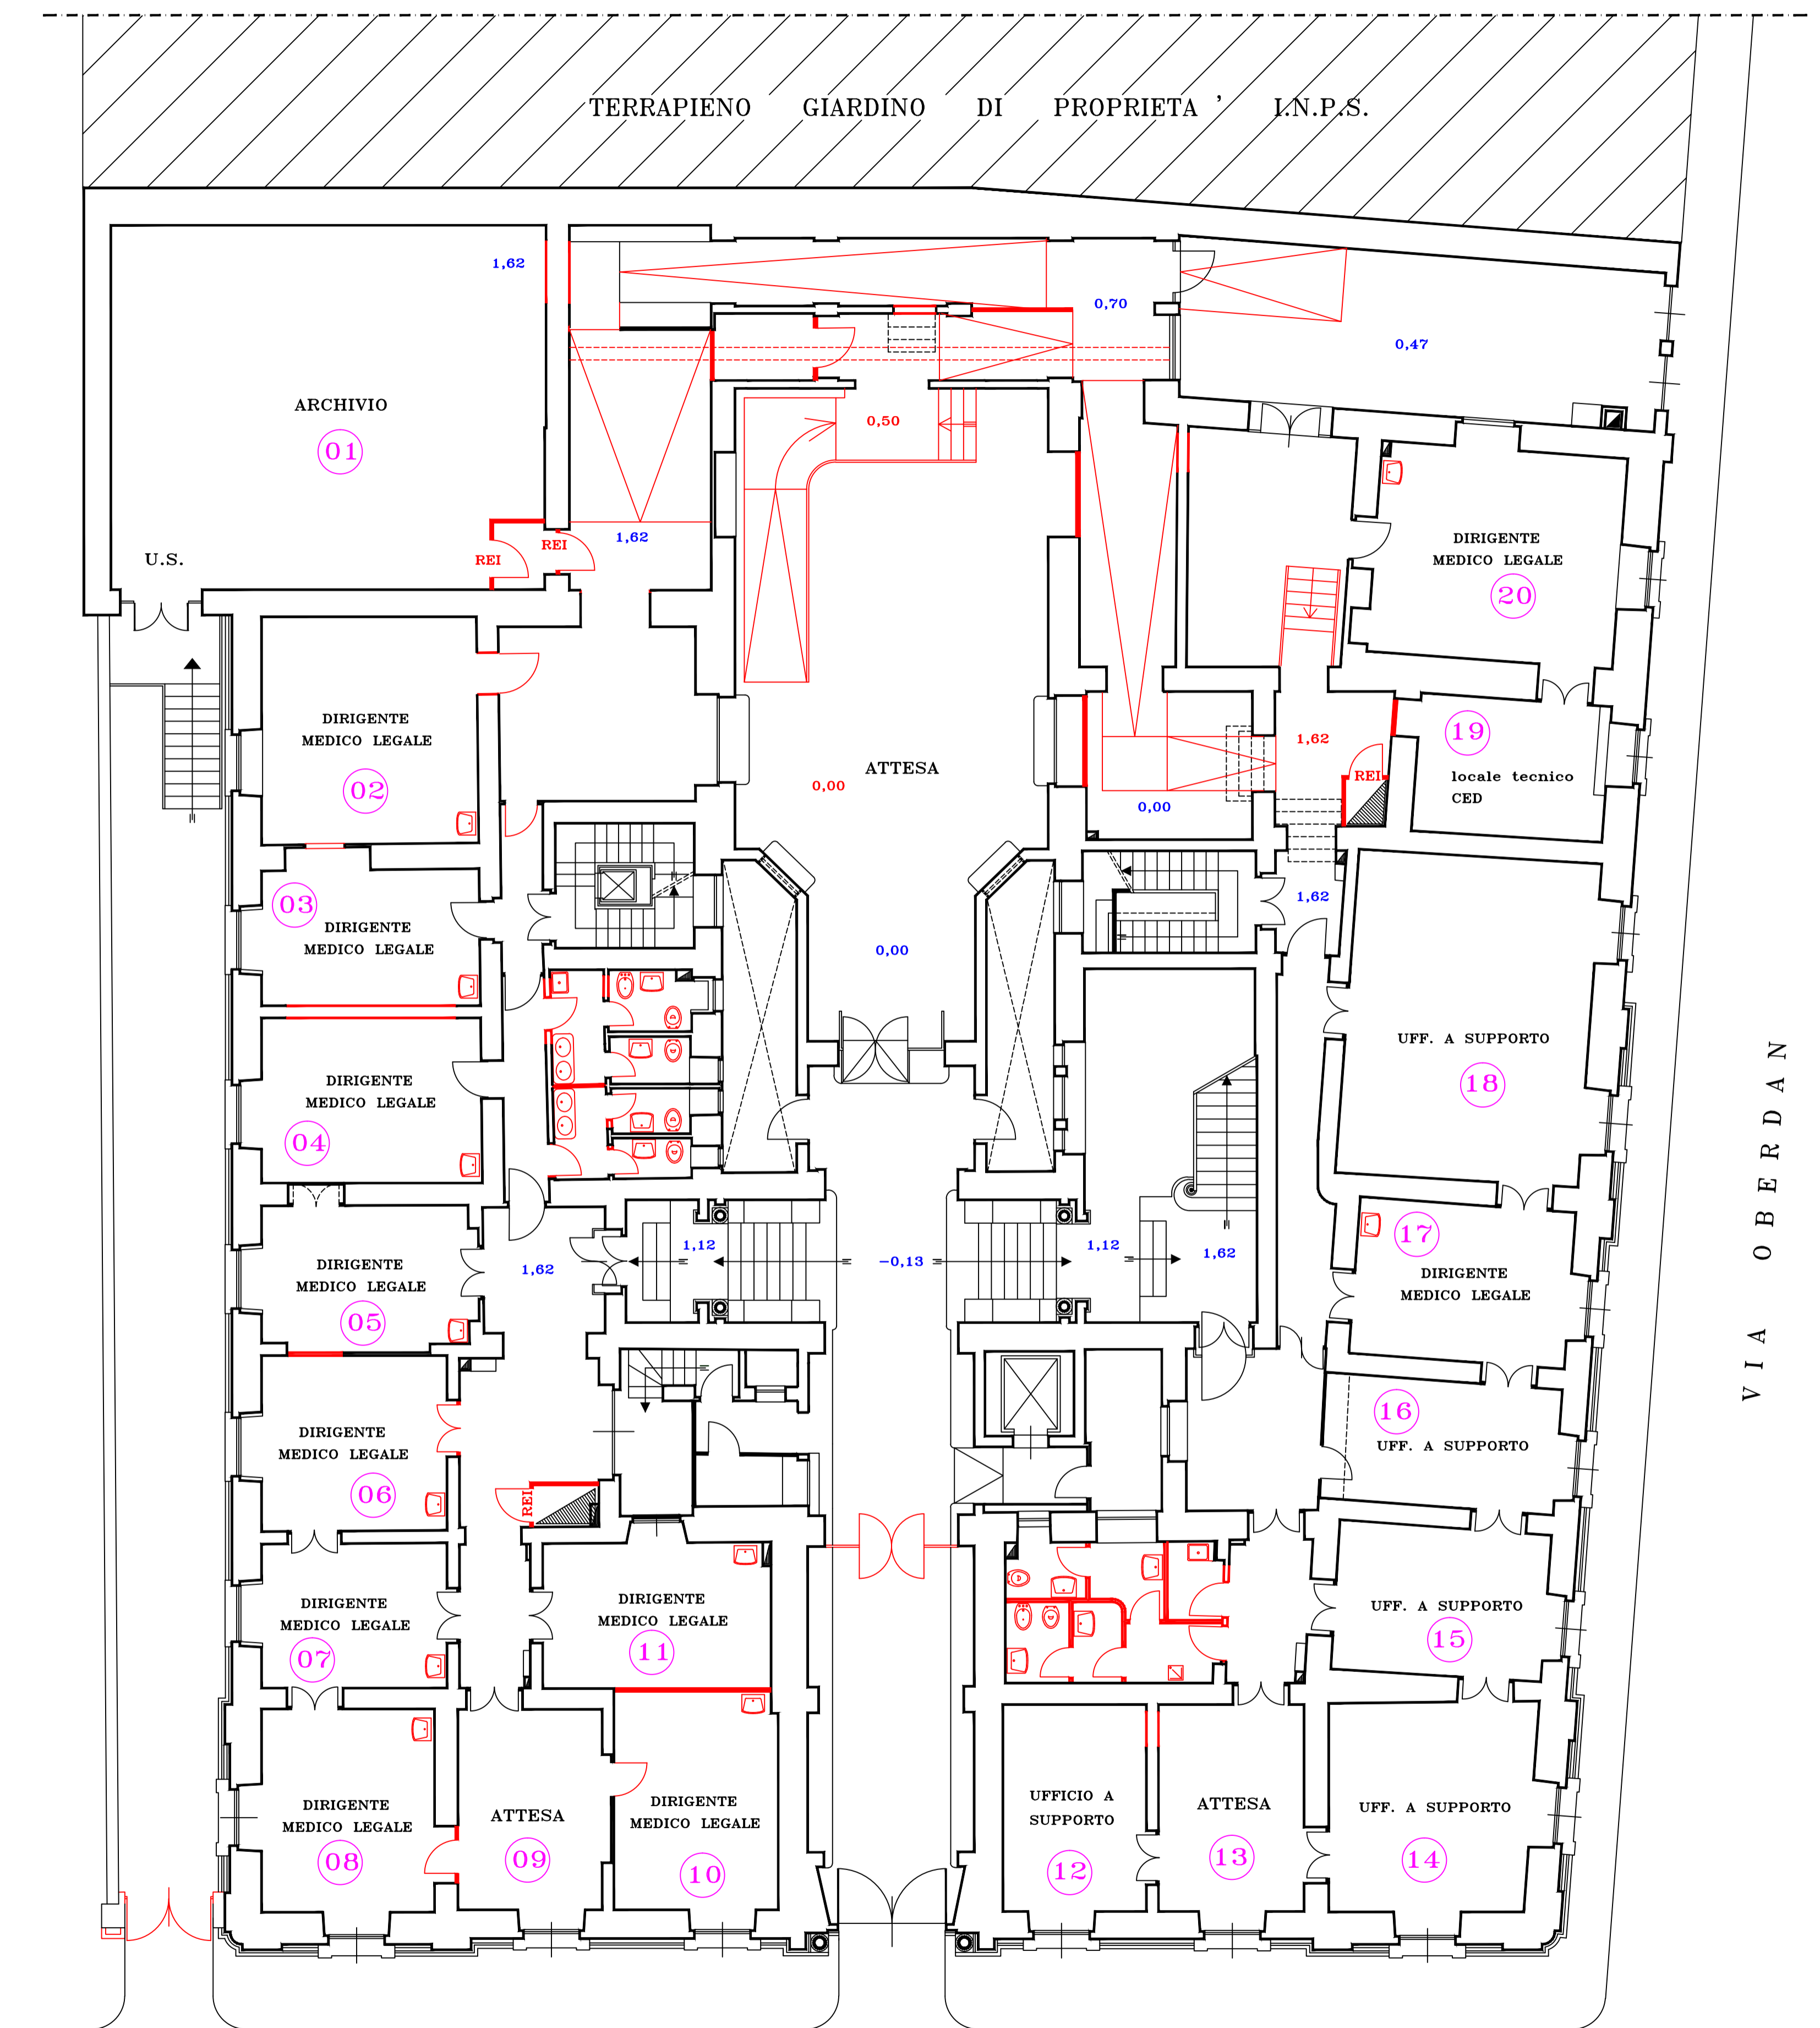 TERRAPIENO GIARDINO DI PROPRIETA' I.N.P.S.
1,62
0,70
0,47
ARCHIVIO
01
0,50
1,62
REI
REI
U.S.
DIRIGENTE
MEDICO LEGALE
20
DIRIGENTE
MEDICO LEGALE
02
ATTESA
0,00
1,62
REI
0,00
19
locale tecnico
CED
03
DIRIGENTE
MEDICO LEGALE
0,00
1,62
DIRIGENTE
MEDICO LEGALE
04
UFF. A SUPPORTO
18
VIA OBERDAN
DIRIGENTE
MEDICO LEGALE
05
1,62
1,12
-0,13
1,12
1,62
17
DIRIGENTE
MEDICO LEGALE
DIRIGENTE
MEDICO LEGALE
06
REI
16
UFF. A SUPPORTO
DIRIGENTE
MEDICO LEGALE
07
DIRIGENTE
MEDICO LEGALE
11
UFF. A SUPPORTO
15
DIRIGENTE
MEDICO LEGALE
08
ATTESA
09
DIRIGENTE
MEDICO LEGALE
10
UFFICIO A
SUPPORTO
12
ATTESA
13
UFF. A SUPPORTO
14